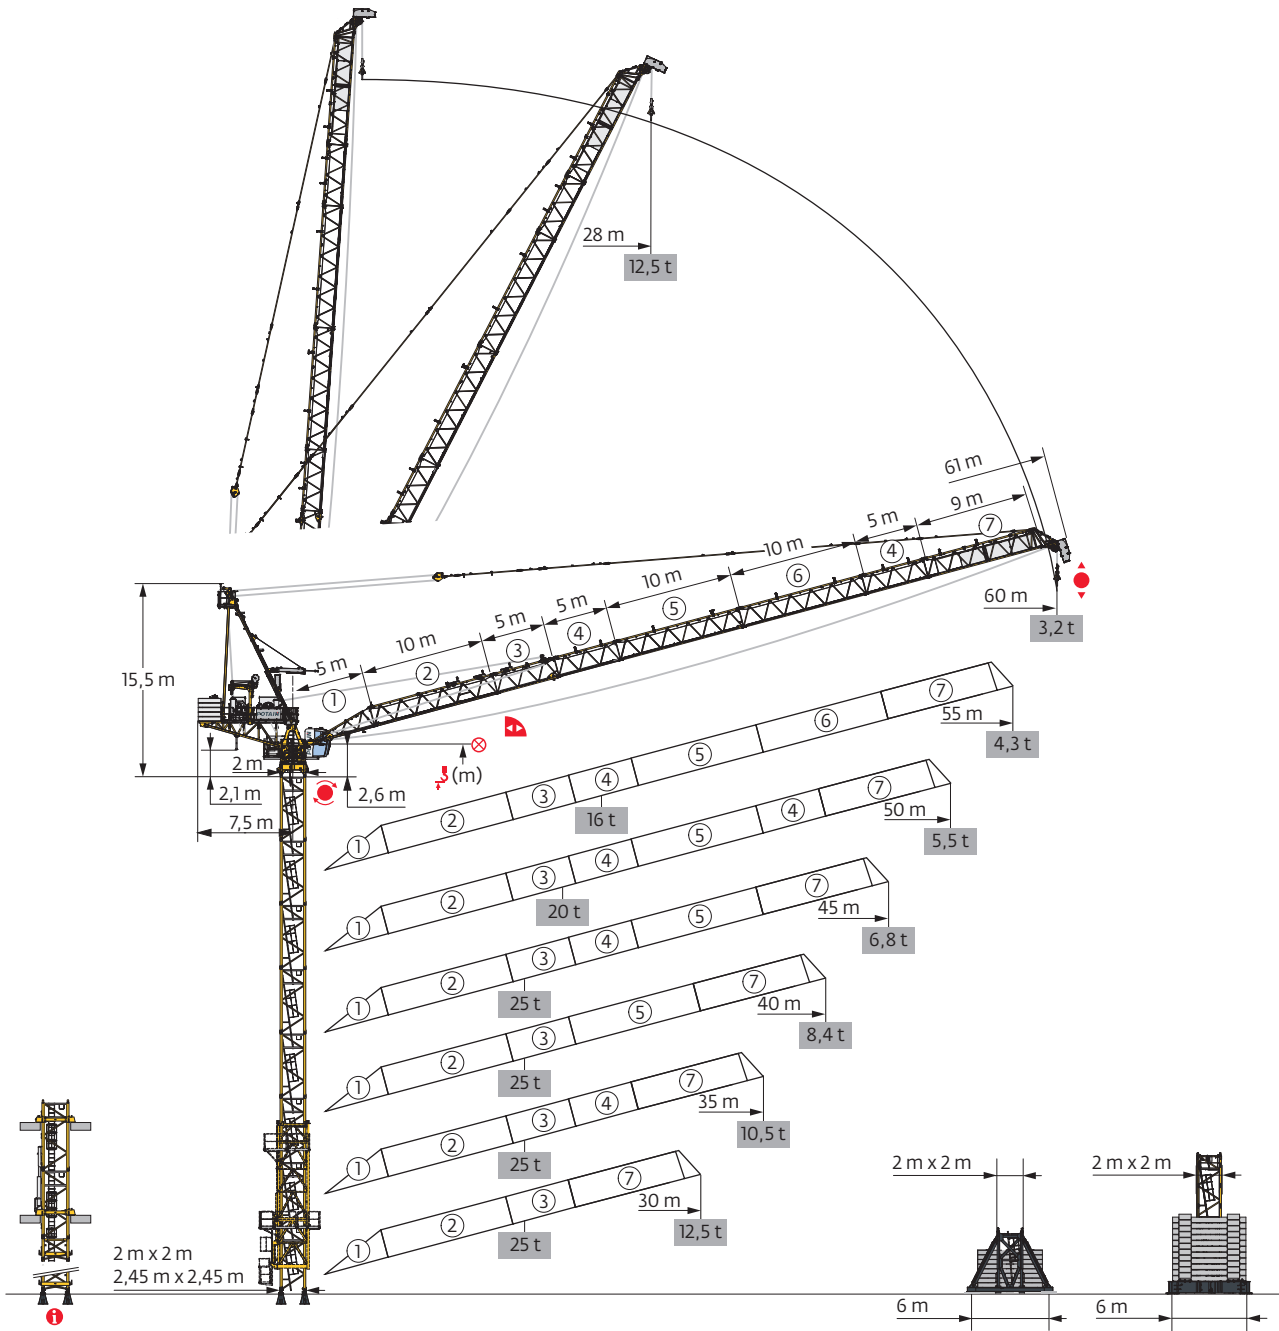 28 m
12,5 t
61 m
9 m
5 m
⑦
10 m
④
⑥
10 m
⑤
5 m
5 m
④
60 m
3,2 t
10 m
③
②
5 m
①
15,5 m
POTAIN
2 m
2,1 m
2,6 m
7,5 m
(m)
① ② ③ ④ ⑤ ⑥ ⑦
55 m
4,3 t
16 t
① ② ③ ④ ⑤ ④ ⑦
50 m
5,5 t
20 t
① ② ③ ④ ⑤ ⑦
45 m
6,8 t
25 t
① ② ③ ⑤ ⑦
40 m
8,4 t
25 t
① ② ③ ④ ⑦
35 m
10,5 t
25 t
① ② ③ ⑦
30 m
12,5 t
25 t
2 m x 2 m
2,45 m x 2,45 m
i
2 m x 2 m
6 m
2 m x 2 m
6 m